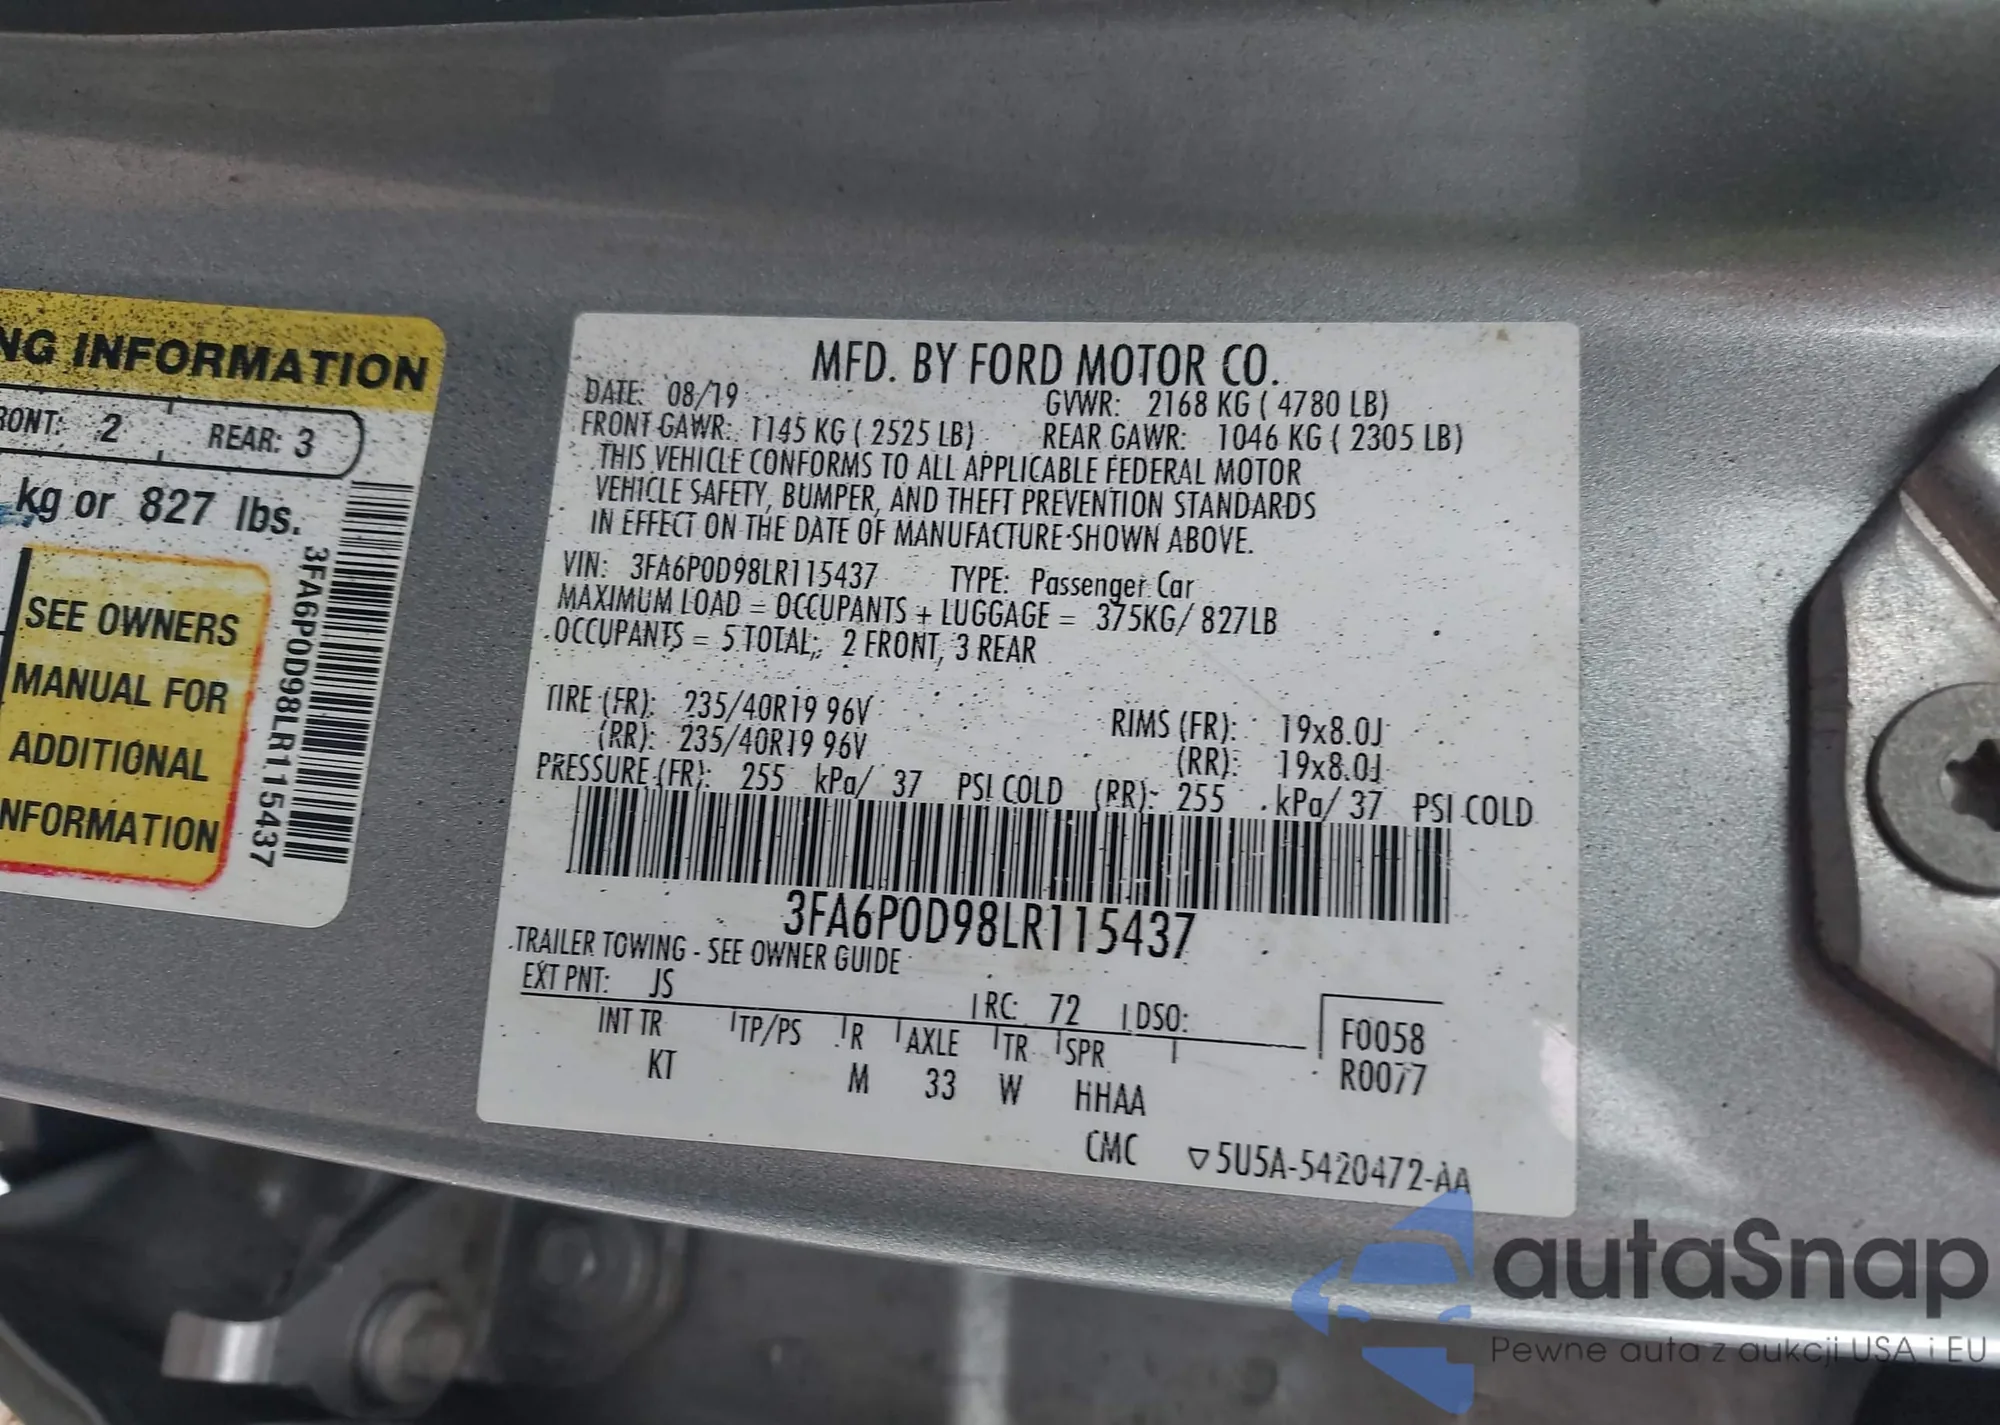 NG INFORMATION
RONT: 2 REAR: 3
kg or 827 lbs.
SEE OWNERS
MANUAL FOR
ADDITIONAL
NFORMATION
3FA6P0D98LR115437
MFD. BY FORD MOTOR CO.
DATE: 08/19 GVWR: 2168 KG ( 4780 LB)
FRONT GAWR: 1145 KG ( 2525 LB) REAR GAWR: 1046 KG ( 2305 LB)
THIS VEHICLE CONFORMS TO ALL APPLICABLE FEDERAL MOTOR
VEHICLE SAFETY, BUMPER, AND THEFT PREVENTION STANDARDS
IN EFFECT ON THE DATE OF MANUFACTURE SHOWN ABOVE.
VIN: 3FA6P0D98LR115437 TYPE: Passenger Car
MAXIMUM LOAD = OCCUPANTS + LUGGAGE = 375KG/ 827LB
OCCUPANTS = 5 TOTAL; 2 FRONT, 3 REAR
TIRE (FR): 235/40R19 96V RIMS (FR): 19x8.0J
(RR): 235/40R19 96V (RR): 19x8.0J
PRESSURE (FR): 255 kPa/ 37 PSI COLD (RR): 255 kPa/ 37 PSI COLD
3FA6P0D98LR115437
TRAILER TOWING - SEE OWNER GUIDE
EXT PNT: JS RC: 72 DSO:
INT TR TP/PS R AXLE TR SPR F0058
KT M 33 W HHAA R0077
CMC ▽5U5A-5420472-AA
autaSnap
Pewne auta z aukcji USA i EU